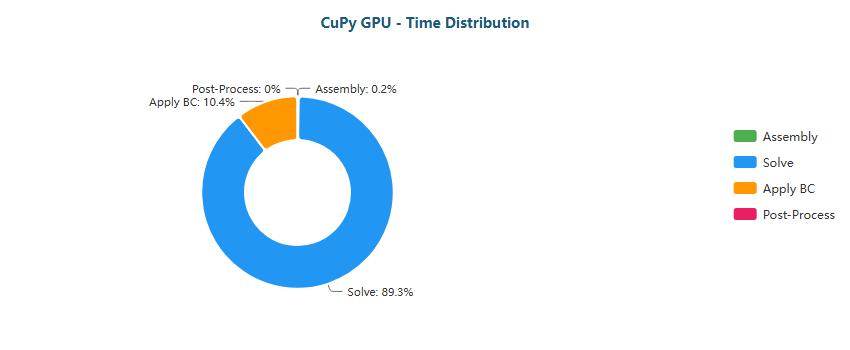 CuPy GPU - Time Distribution
Post-Process: 0%
Assembly: 0.2%
Apply BC: 10.4%
Solve: 89.3%
Assembly
Solve
Apply BC
Post-Process